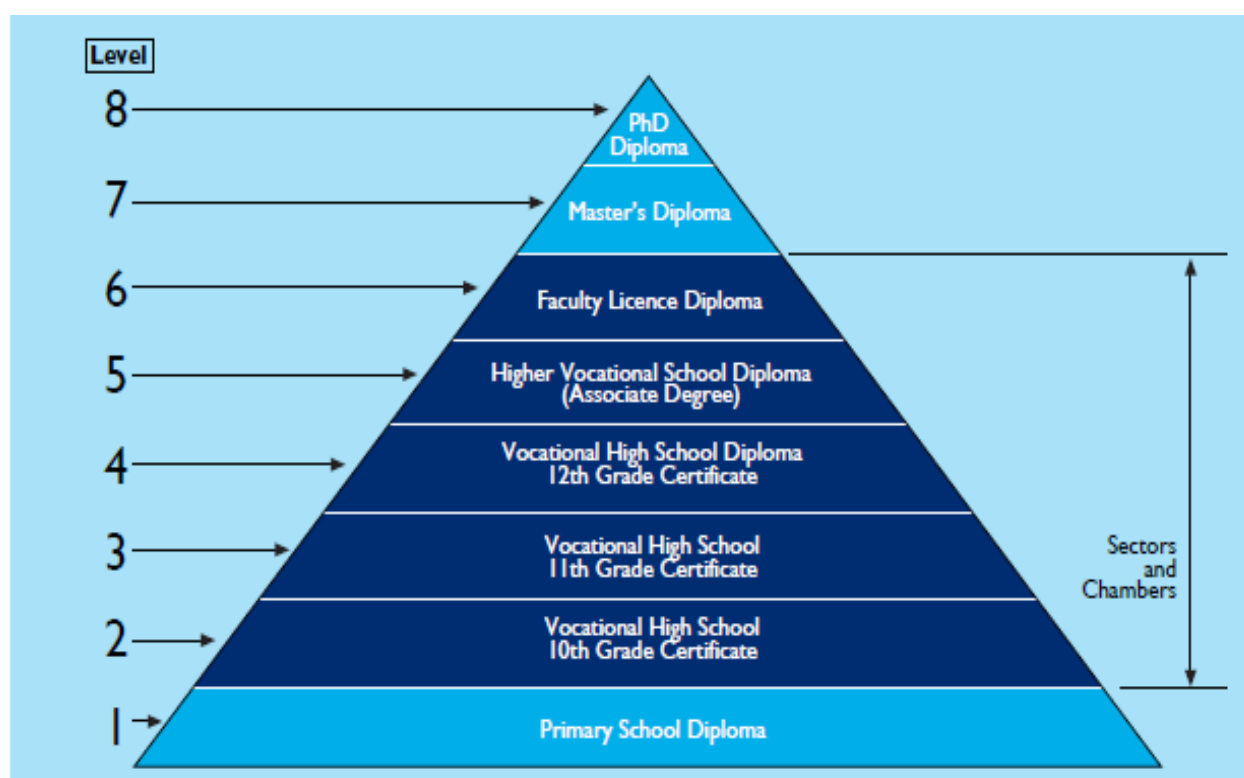 Level
8
PhD
Diploma
7
Master's Diploma
6
Faculty Licence Diploma
5
Higher Vocational School Diploma
(Associate Degree)
4
Vocational High School Diploma
12th Grade Certificate
3
Vocational High School
11th Grade Certificate
Sectors
and
Chambers
2
Vocational High School
10th Grade Certificate
1
Primary School Diploma